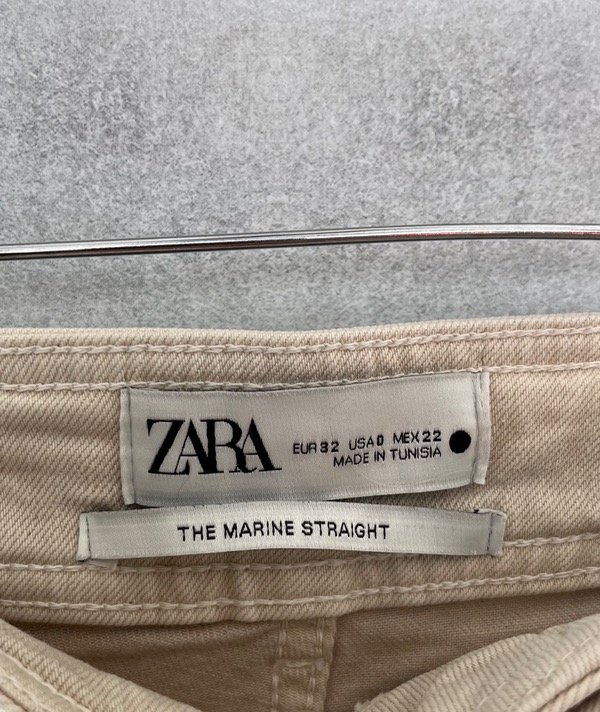 ZARA
EUR 32 USA 0 MEX 22
MADE IN TUNISIA
THE MARINE STRAIGHT